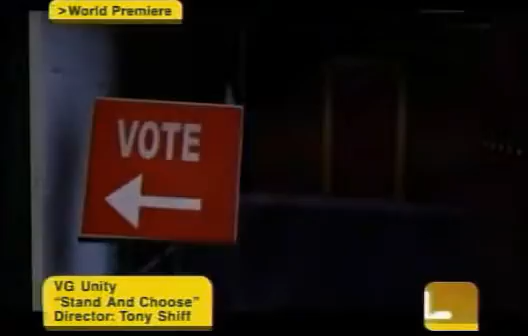 >World Premiere
VOTE
VG Unity
"Stand And Choose"
Director: Tony Shiff